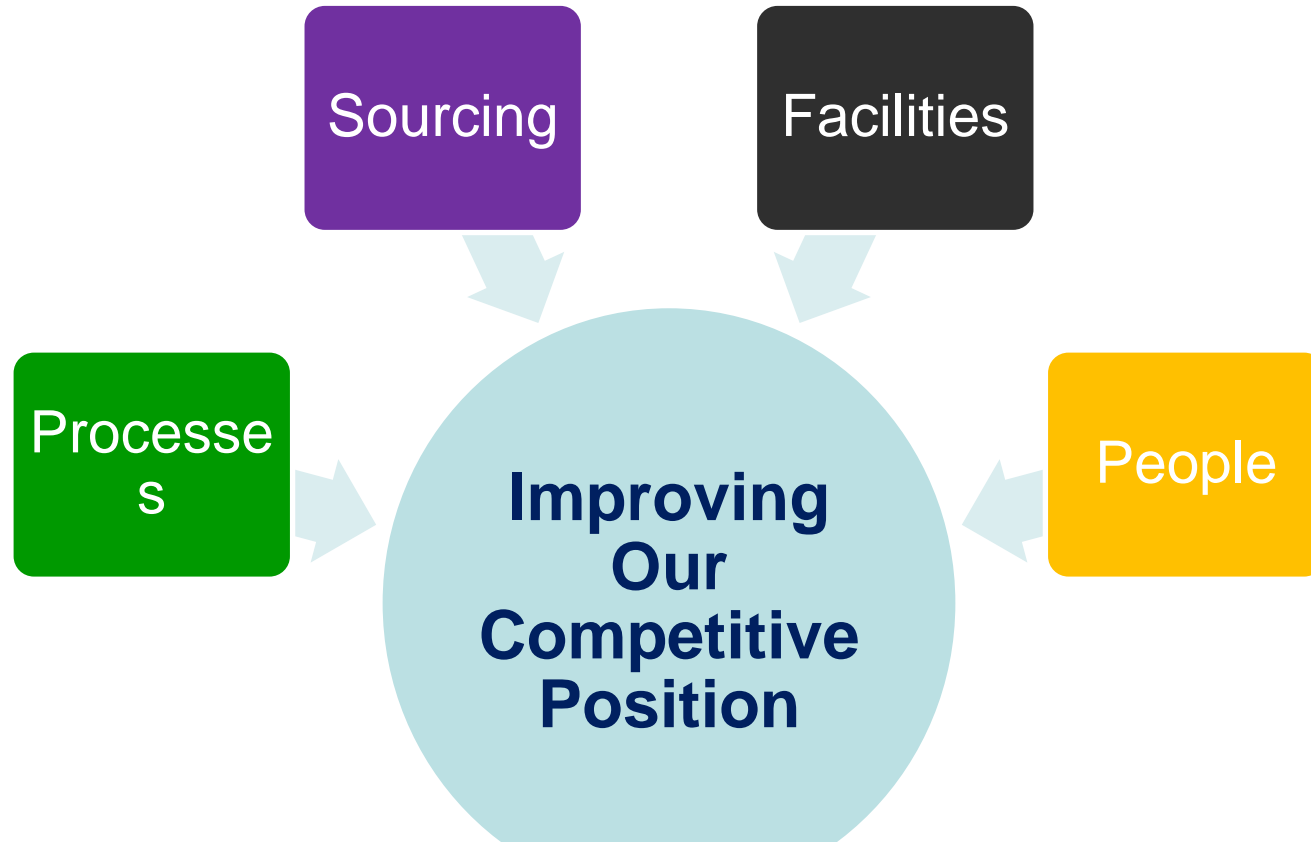 Sourcing
Facilities
Processe
s
People
Improving
Our
Competitive
Position